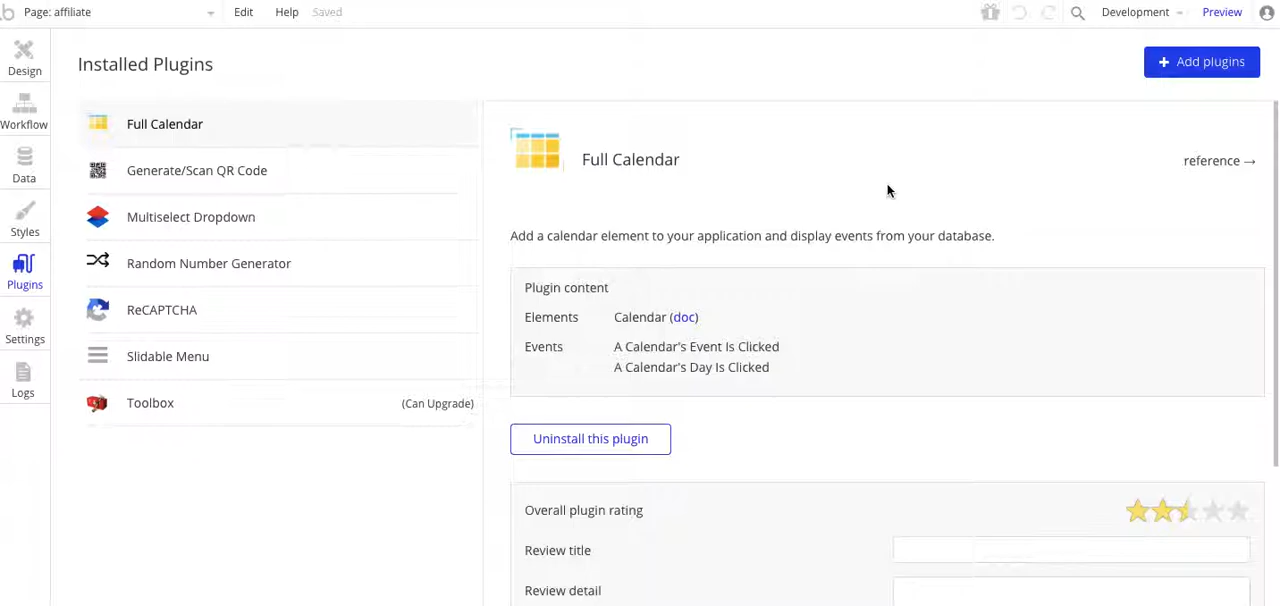 Page: affiliate
Edit
Help
Saved
Development
Preview
Design
Workflow
Data
Styles
Plugins
Settings
Logs
Installed Plugins
+ Add plugins
Full Calendar
Generate/Scan QR Code
Multiselect Dropdown
Random Number Generator
ReCAPTCHA
Slidable Menu
Toolbox (Can Upgrade)
Full Calendar
reference →
Add a calendar element to your application and display events from your database.
Plugin content
Elements Calendar (doc)
Events A Calendar's Event Is Clicked
A Calendar's Day Is Clicked
Uninstall this plugin
Overall plugin rating
Review title
Review detail